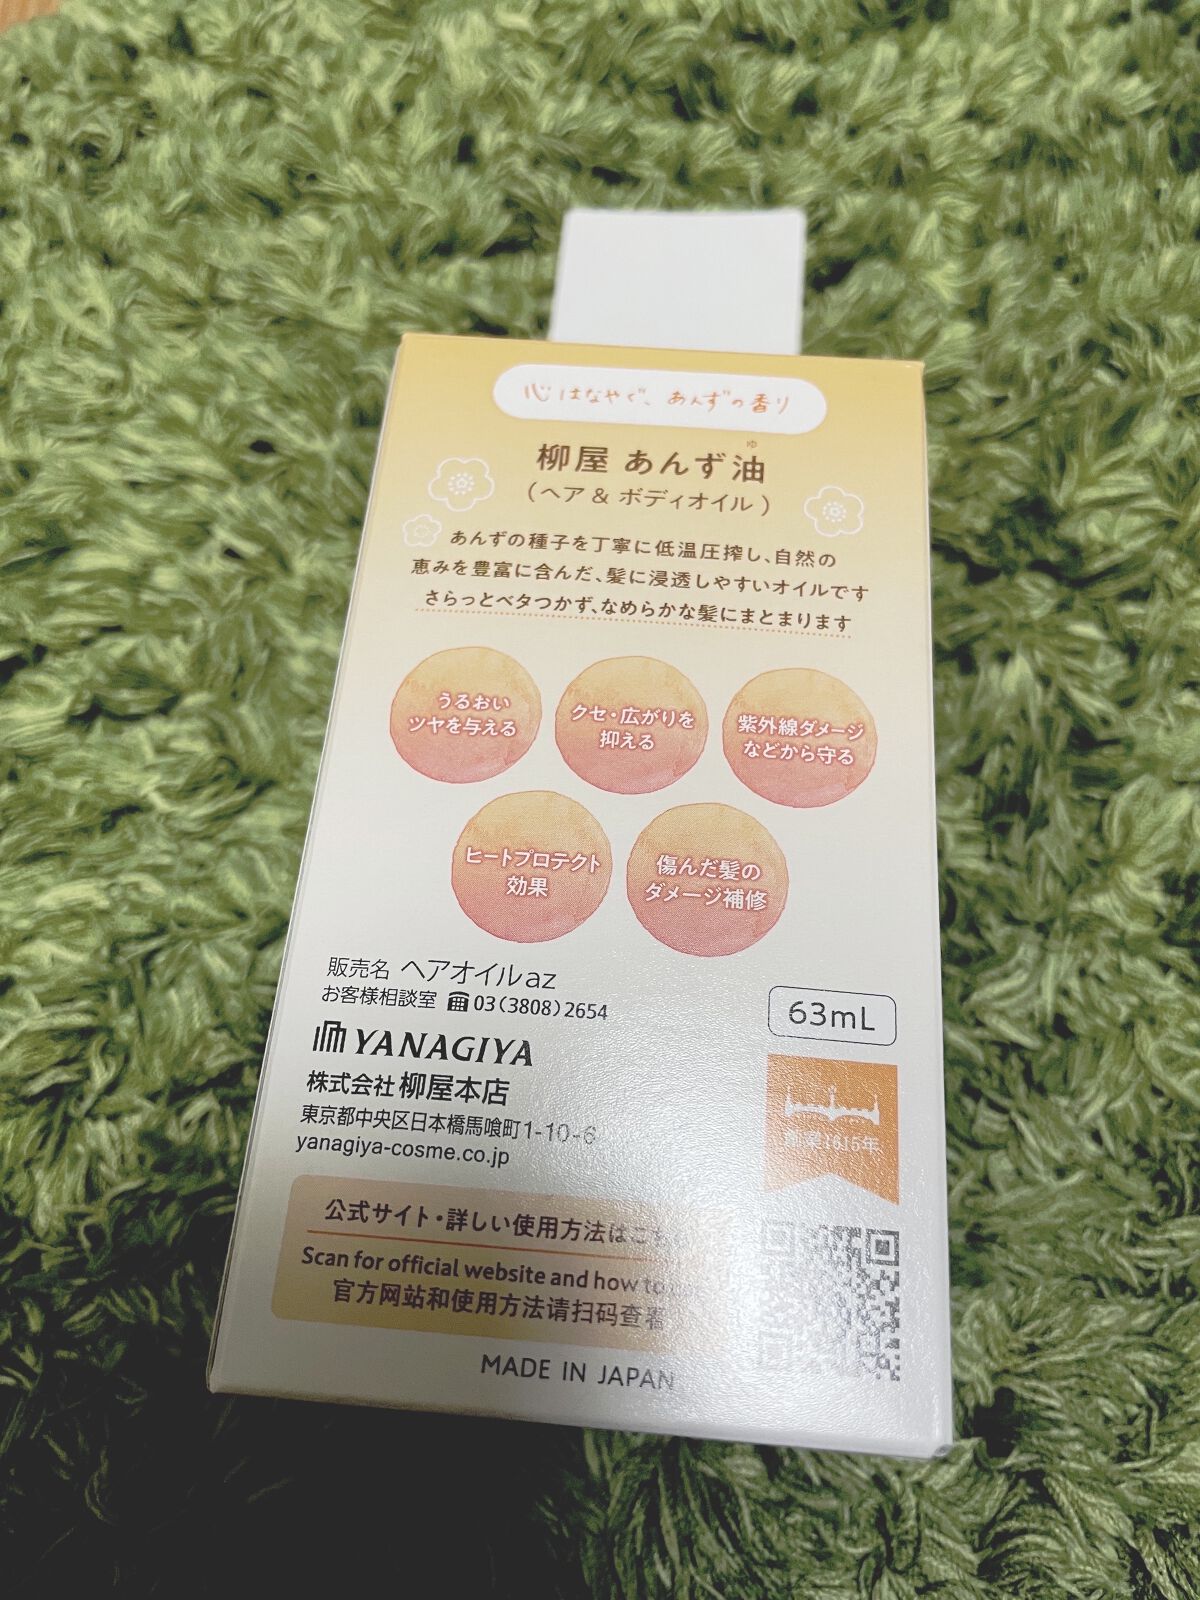 心はなやぐ、あんずの香り
柳屋 あんず油
ゆ
(ヘア & ボディオイル)
あんずの種子を丁寧に低温圧搾し、自然の
恵みを豊富に含んだ、髪に浸透しやすいオイルです
さらっとベタつかず、なめらかな髪にまとまります
うるおい
ツヤを与える
クセ・広がりを
抑える
紫外線ダメージ
などから守る
ヒートプロテクト
効果
傷んだ髪の
ダメージ補修
販売名 ヘアオイルaz
お客様相談室 ☎03(3808)2654
63mL
YANAGIYA
株式会社 柳屋本店
東京都中央区日本橋馬喰町1-10-6
yanagiya-cosme.co.jp
創業1615年
公式サイト・詳しい使用方法はこち
Scan for official website and how to
官方网站和使用方法请扫码查看
MADE IN JAPAN